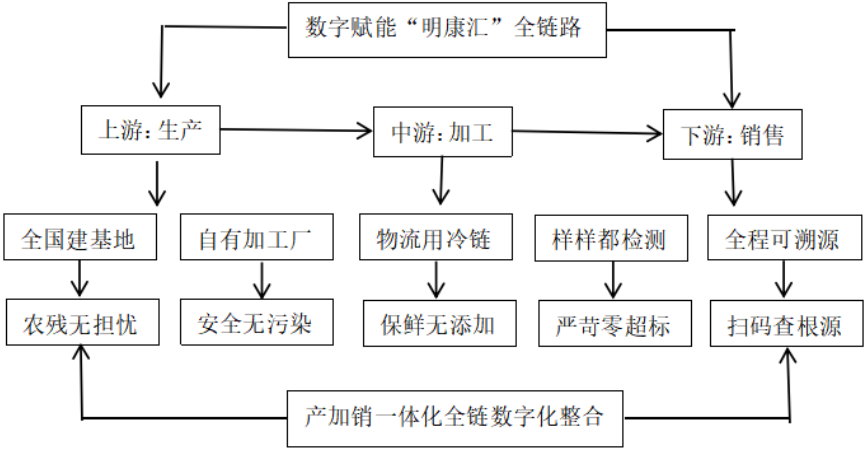 数字赋能“明康汇”全链路
上游：生产
中游：加工
下游：销售
全国建基地
自有加工厂
物流用冷链
样样都检测
全程可溯源
农残无担忧
安全无污染
保鲜无添加
严苛零超标
扫码查根源
产加销一体化全链数字化整合